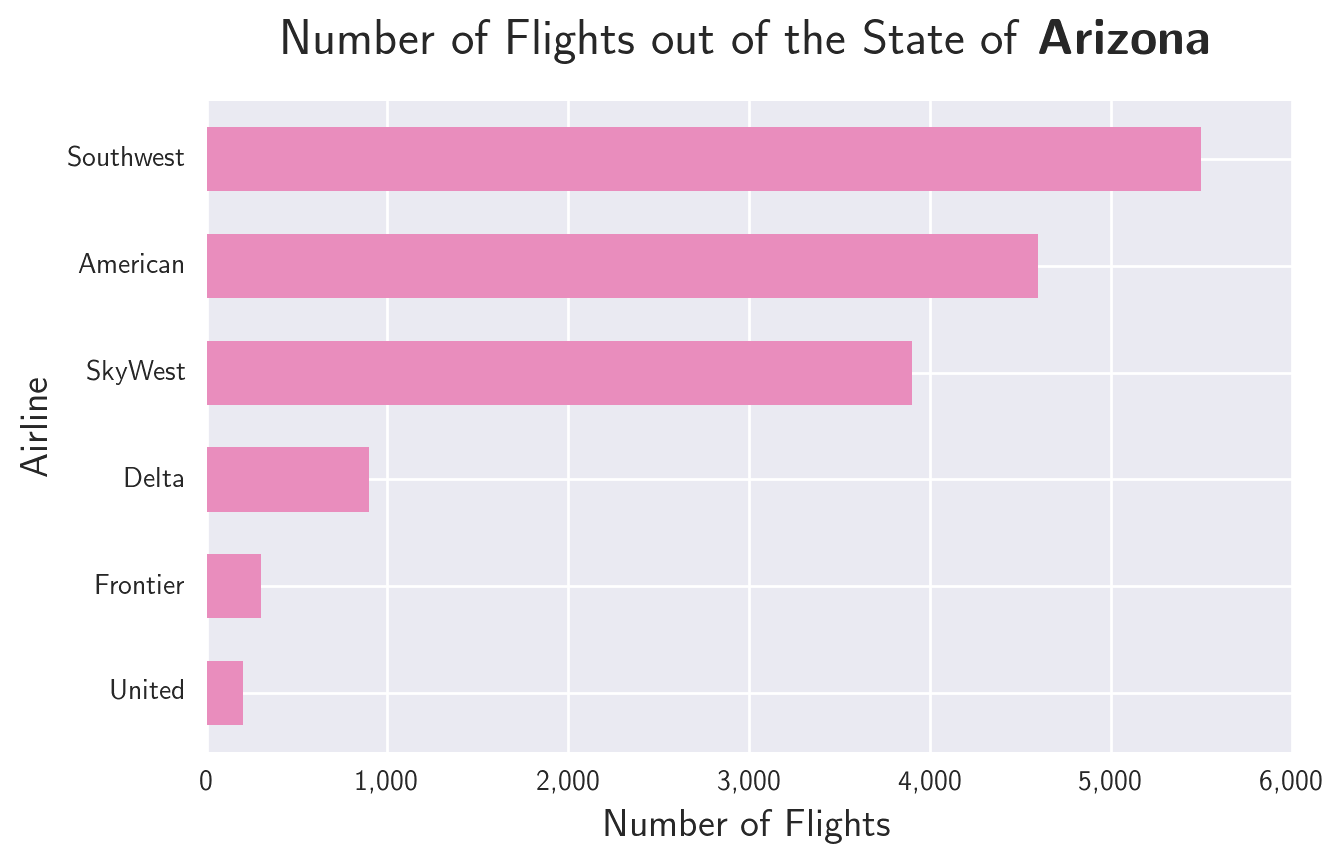 Number of Flights out of the State of Arizona
Southwest
American
SkyWest
Delta
Frontier
United
Airline
0 1,000 2,000 3,000 4,000 5,000 6,000
Number of Flights